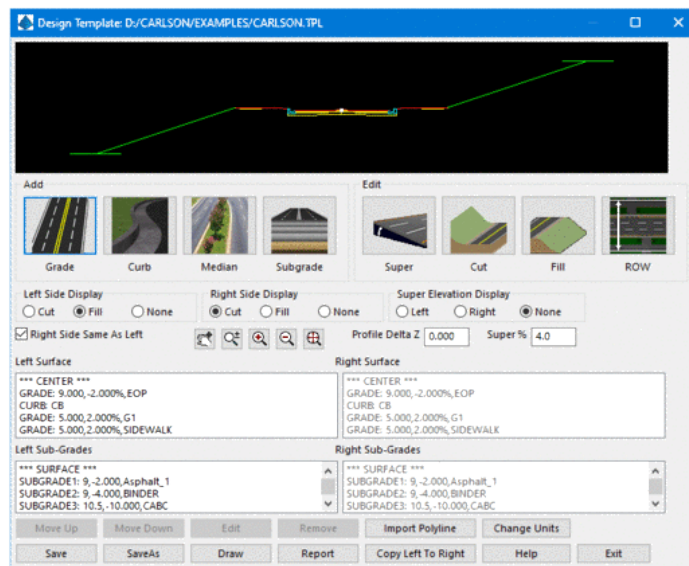 Design Template: D:/CARLSON/EXAMPLES/CARLSON.TPL
Add
Edit
Grade Curb Median Subgrade Super Cut Fill ROW
Left Side Display Right Side Display Super Elevation Display
Cut Fill None Cut Fill None Left Right None
Right Side Same As Left Profile Delta Z 0.000 Super % 4.0
Left Surface Right Surface
*** CENTER *** *** CENTER ***
GRADE: 9.000,-2.000%,EOP GRADE: 9.000,-2.000%,EOP
CURB: CB CURB: CB
GRADE: 5.000,2.000%,G1 GRADE: 5.000,2.000%,G1
GRADE: 5.000,2.000%,SIDEWALK GRADE: 5.000,2.000%,SIDEWALK
Left Sub-Grades Right Sub-Grades
*** SURFACE *** *** SURFACE ***
SUBGRADE1: 9,-2.000,Asphalt_1 SUBGRADE1: 9,-2.000,Asphalt_1
SUBGRADE2: 9,-4.000,BINDER SUBGRADE2: 9,-4.000,BINDER
SUBGRADE3: 10.5,-10.000,CABC SUBGRADE3: 10.5,-10.000,CABC
Move Up Move Down Edit Remove Import Polyline Change Units
Save SaveAs Draw Report Copy Left To Right Help Exit